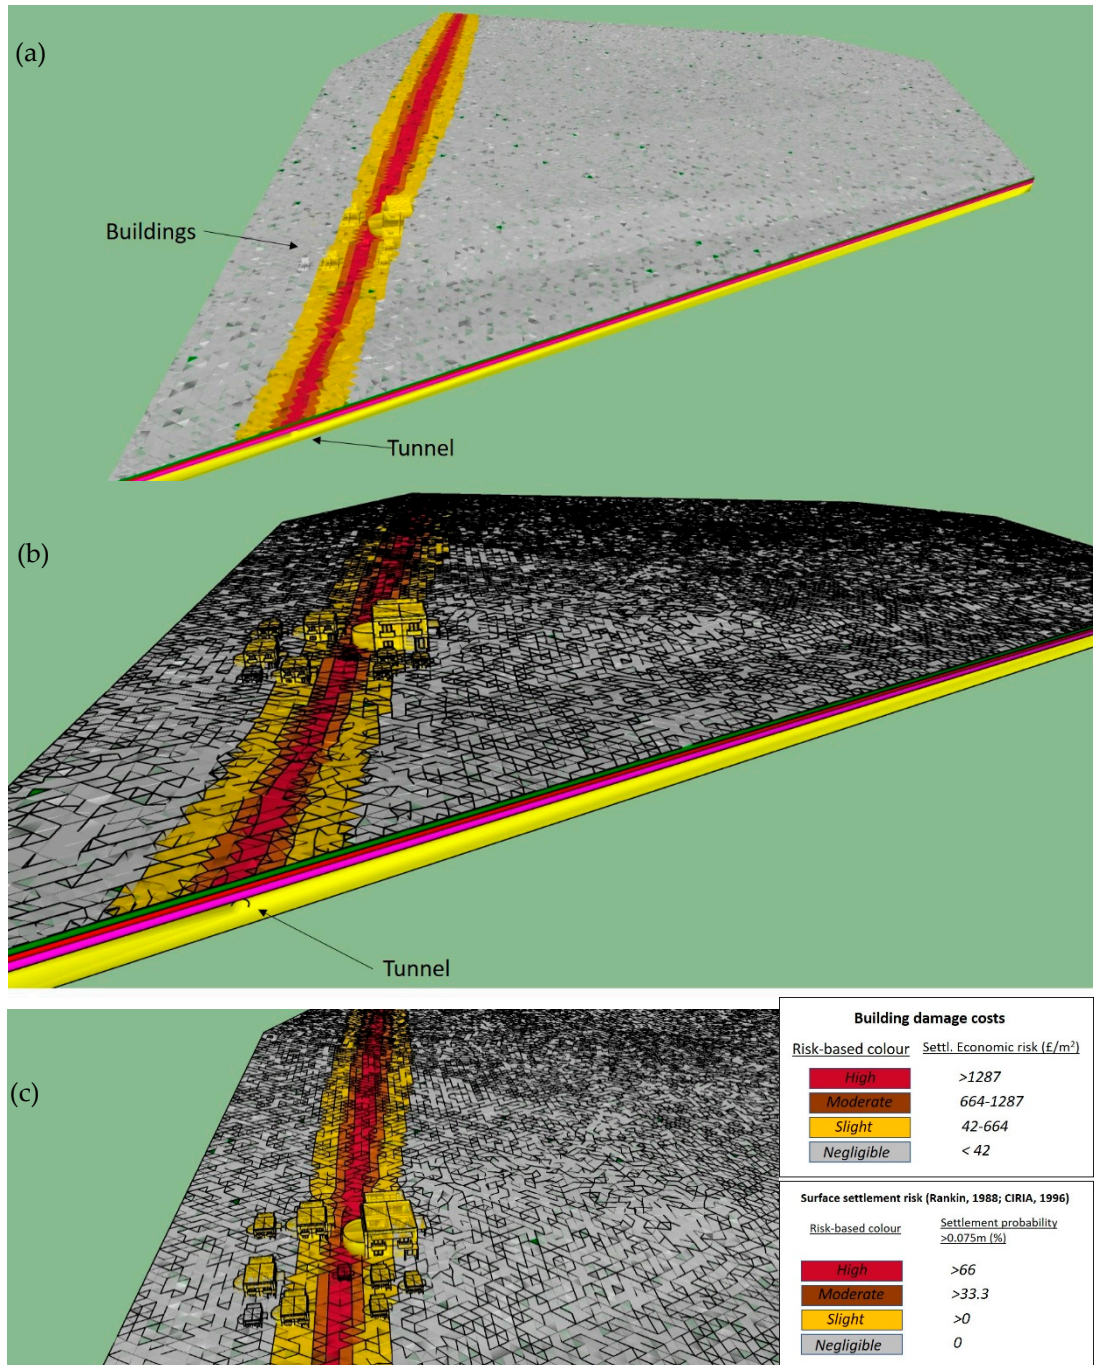 (a)
Buildings
Tunnel
(b)
Tunnel
(c)
Building damage costs
Risk-based colour Settl. Economic risk (£/m²)
High >1287
Moderate 664-1287
Slight 42-664
Negligible < 42
Surface settlement risk (Rankin, 1988; CIRIA, 1996)
Risk-based colour Settlement probability
>0.075m (%)
High >66
Moderate >33.3
Slight >0
Negligible 0